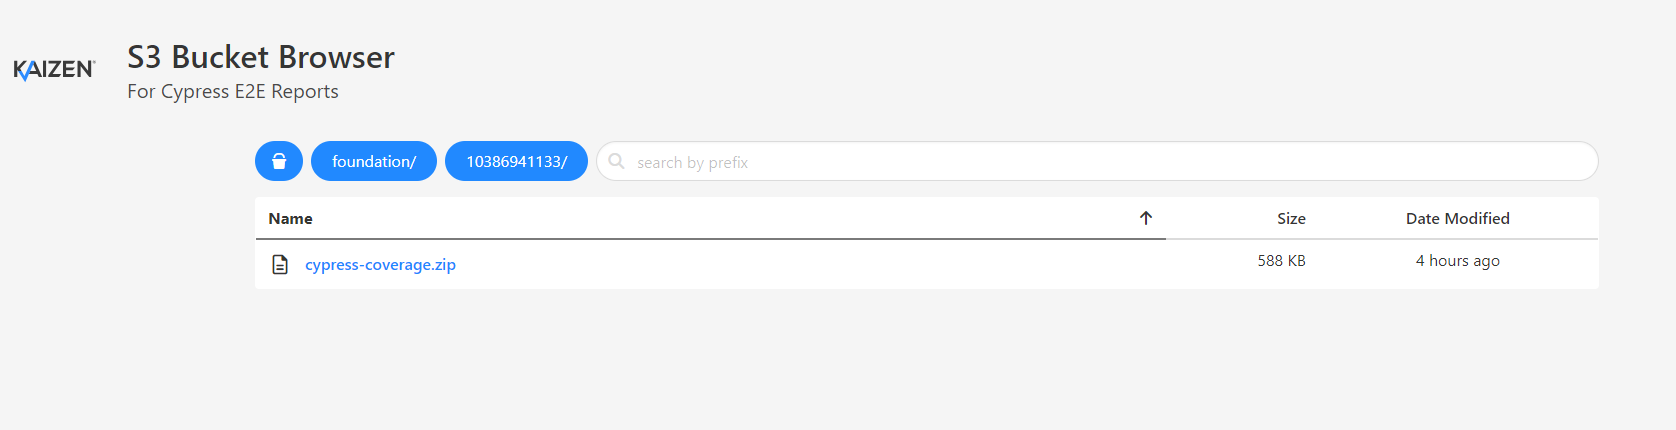 KAIZEN
S3 Bucket Browser
For Cypress E2E Reports
foundation/
10386941133/
search by prefix
Name Size Date Modified
cypress-coverage.zip 588 KB 4 hours ago